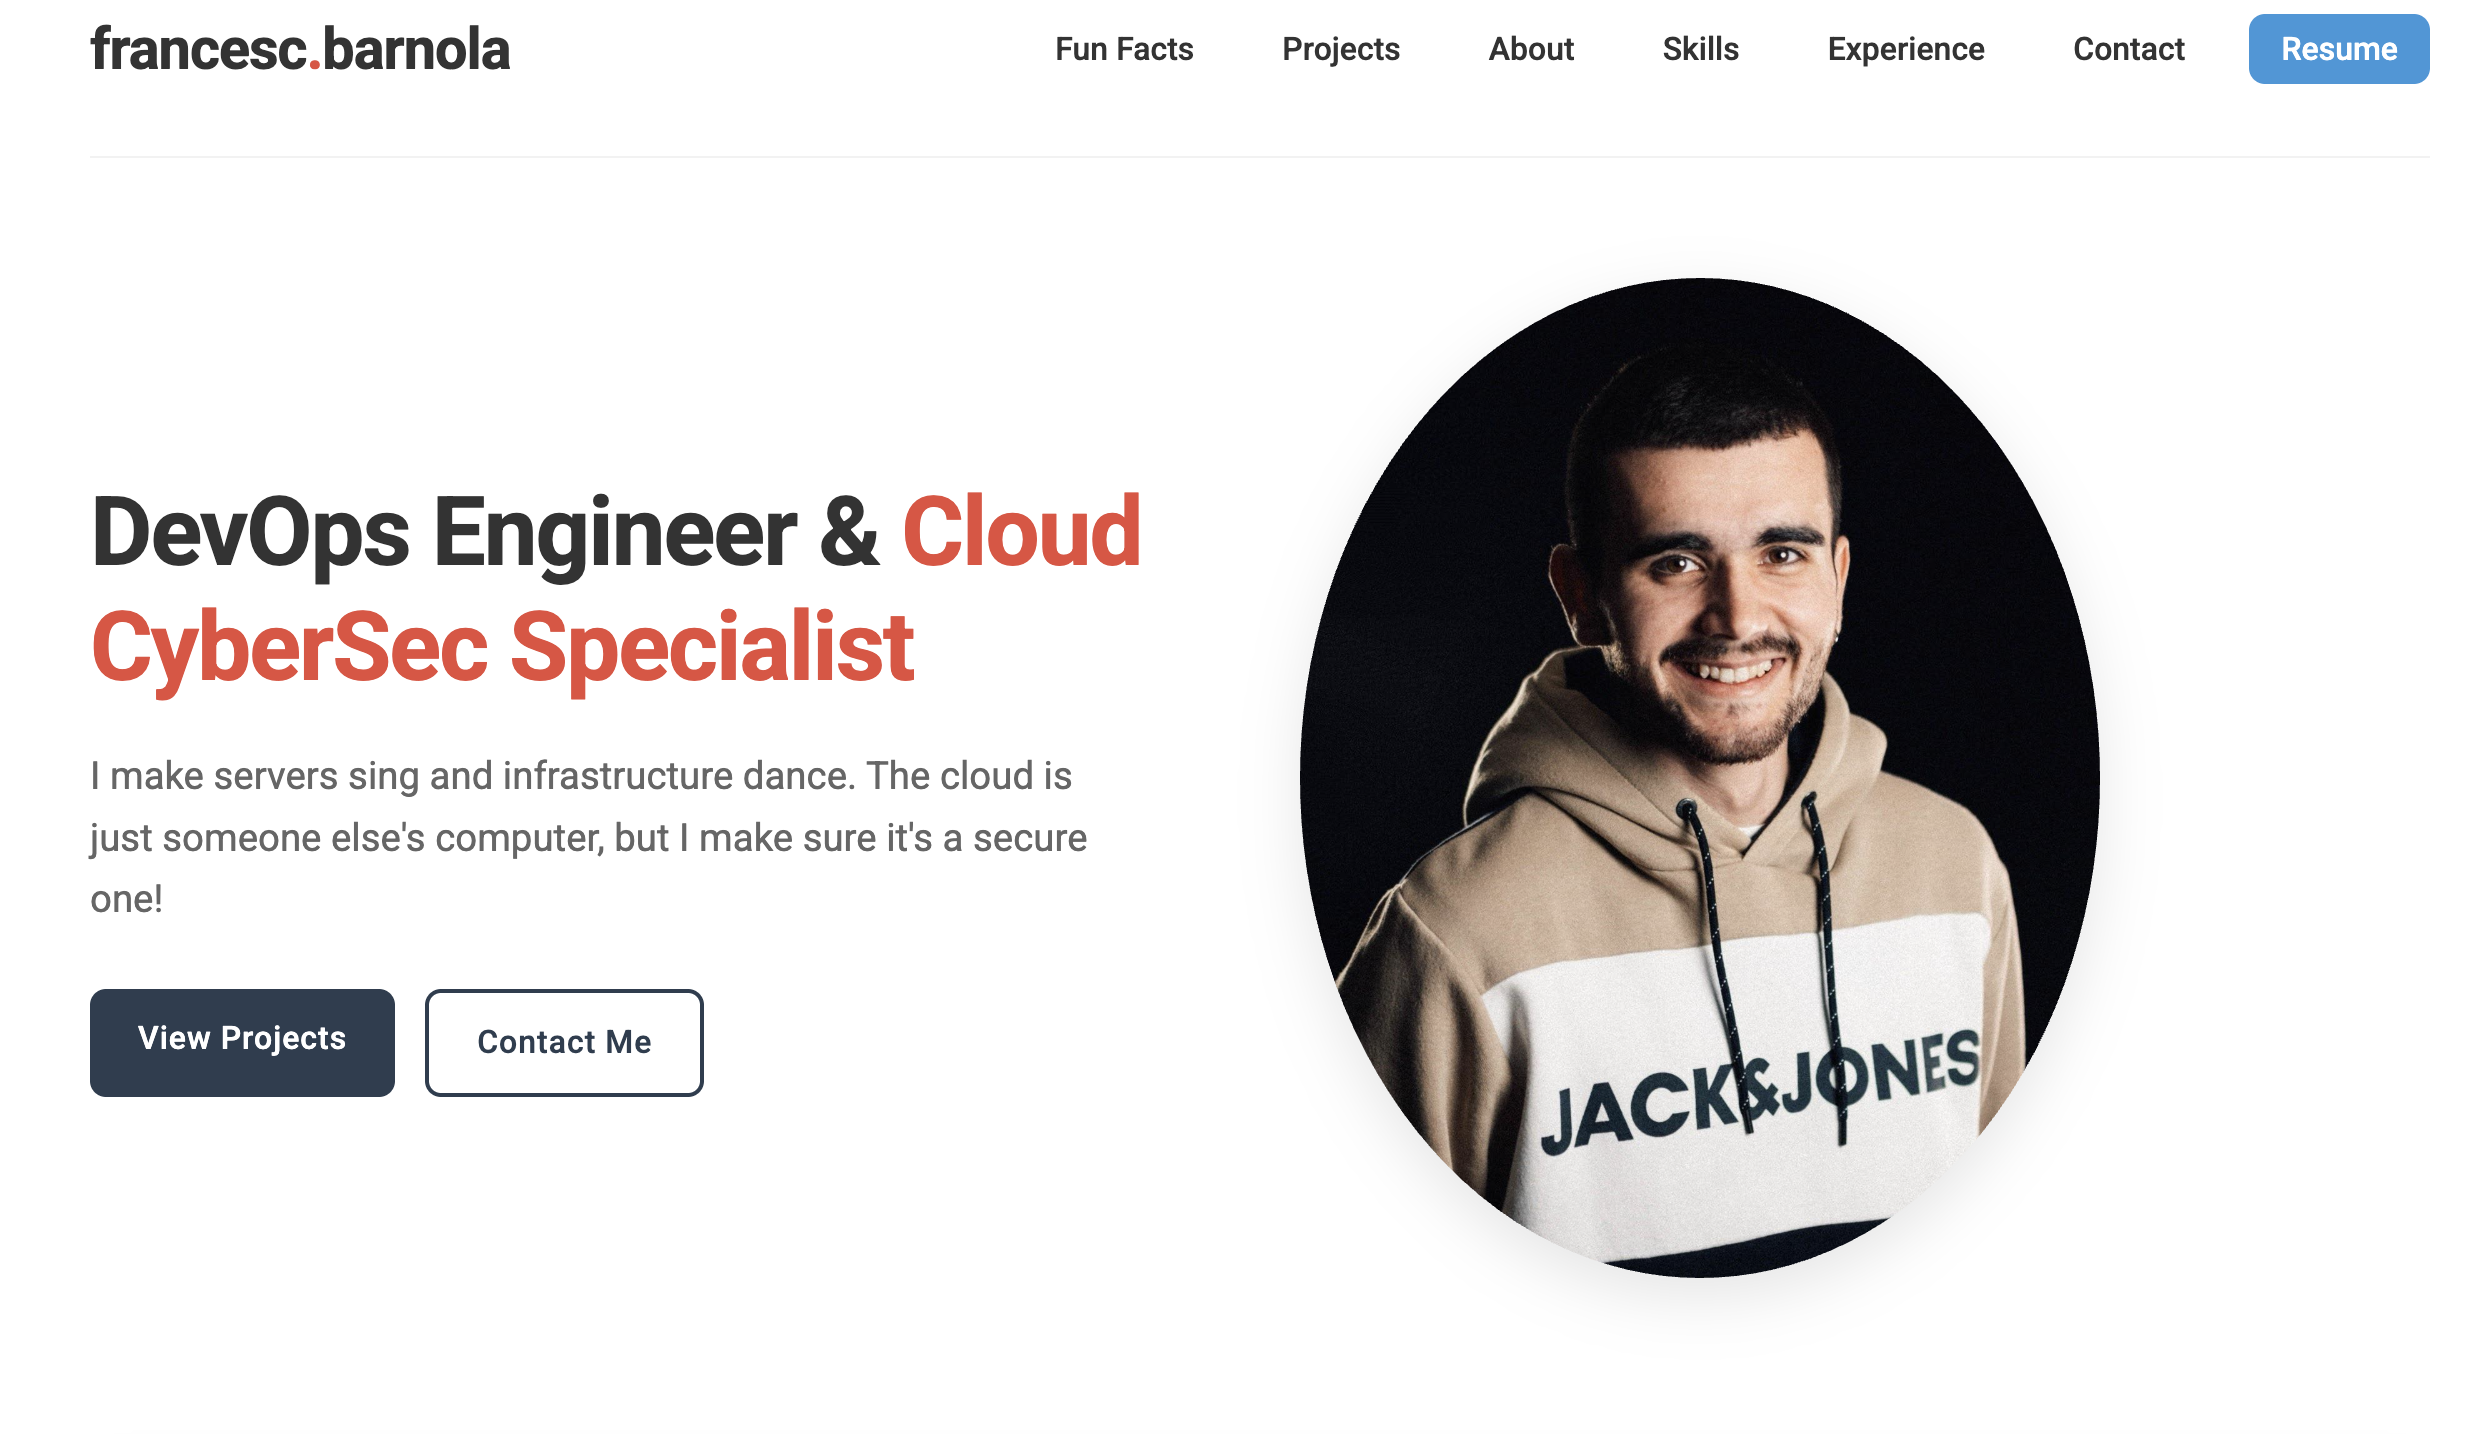 francesc.barnola
Fun Facts
Projects
About
Skills
Experience
Contact
Resume
DevOps Engineer & Cloud
CyberSec Specialist
I make servers sing and infrastructure dance. The cloud is
just someone else's computer, but I make sure it's a secure
one!
View Projects
Contact Me
JACK&JONES